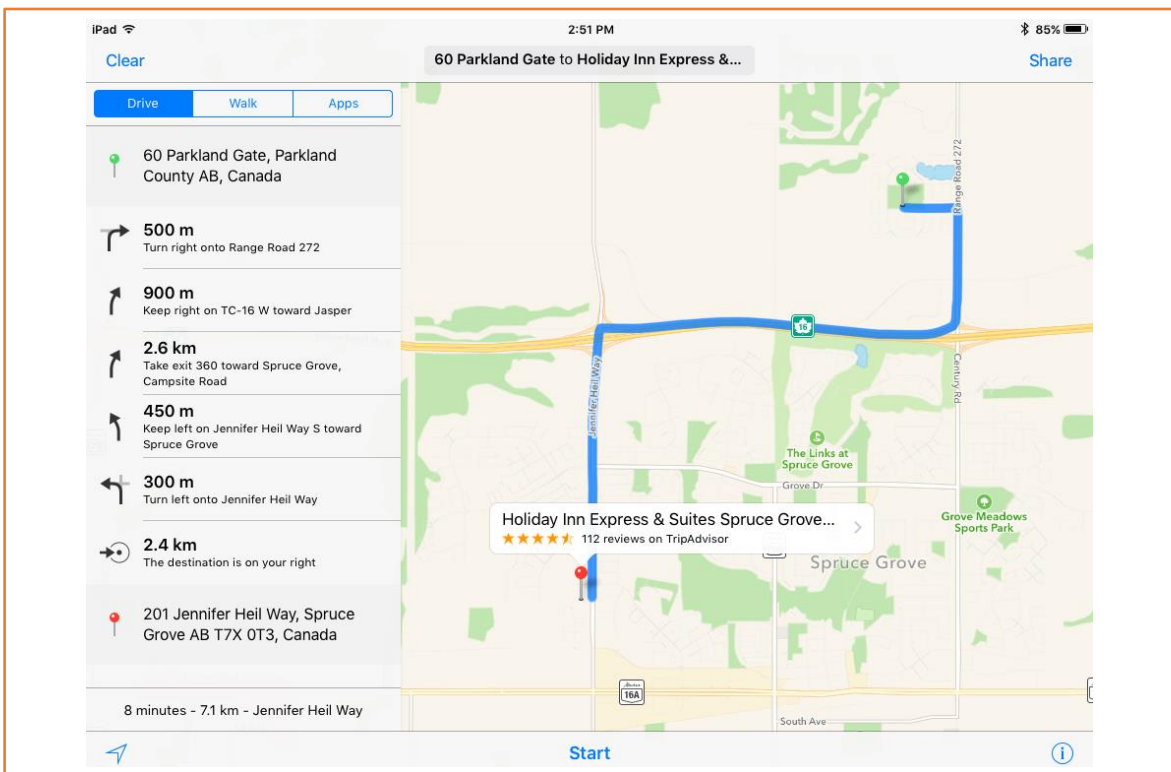 iPad
2:51 PM
85%
Clear
60 Parkland Gate to Holiday Inn Express &...
Share
Drive
Walk
Apps
60 Parkland Gate, Parkland
County AB, Canada
500 m
Turn right onto Range Road 272
900 m
Keep right on TC-16 W toward Jasper
2.6 km
Take exit 360 toward Spruce Grove,
Campsite Road
450 m
Keep left on Jennifer Heil Way S toward
Spruce Grove
300 m
Turn left onto Jennifer Heil Way
2.4 km
The destination is on your right
201 Jennifer Heil Way, Spruce
Grove AB T7X 0T3, Canada
8 minutes - 7.1 km - Jennifer Heil Way
Range Road 272
16
Jennifer Heil Way
Century Rd
The Links at
Spruce Grove
Grove Dr
Grove Meadows
Sports Park
Holiday Inn Express & Suites Spruce Grove...
112 reviews on TripAdvisor
Spruce Grove
Alberta
16A
South Ave
Start